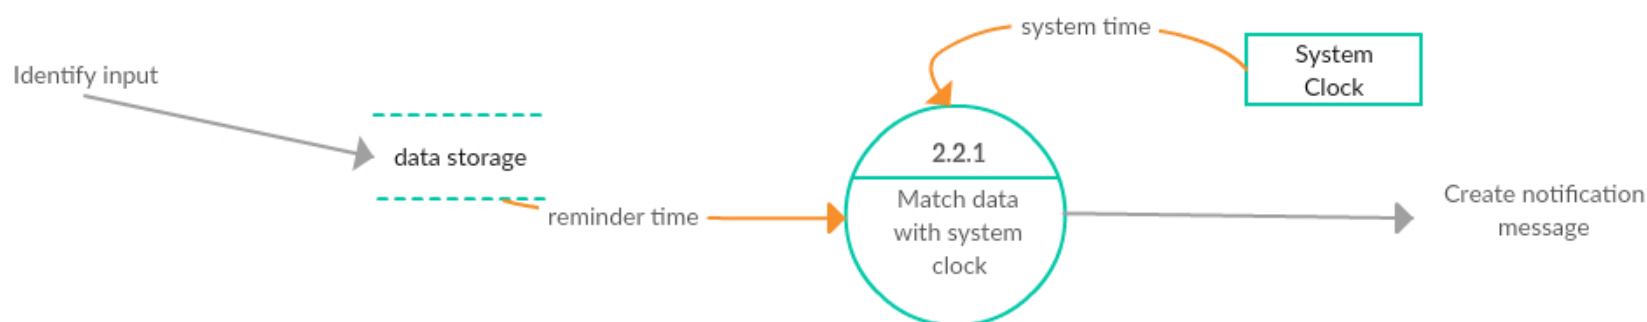 system time
System
Clock
Identify input
data storage
2.2.1
Match data
with system
clock
reminder time
Create notification
message